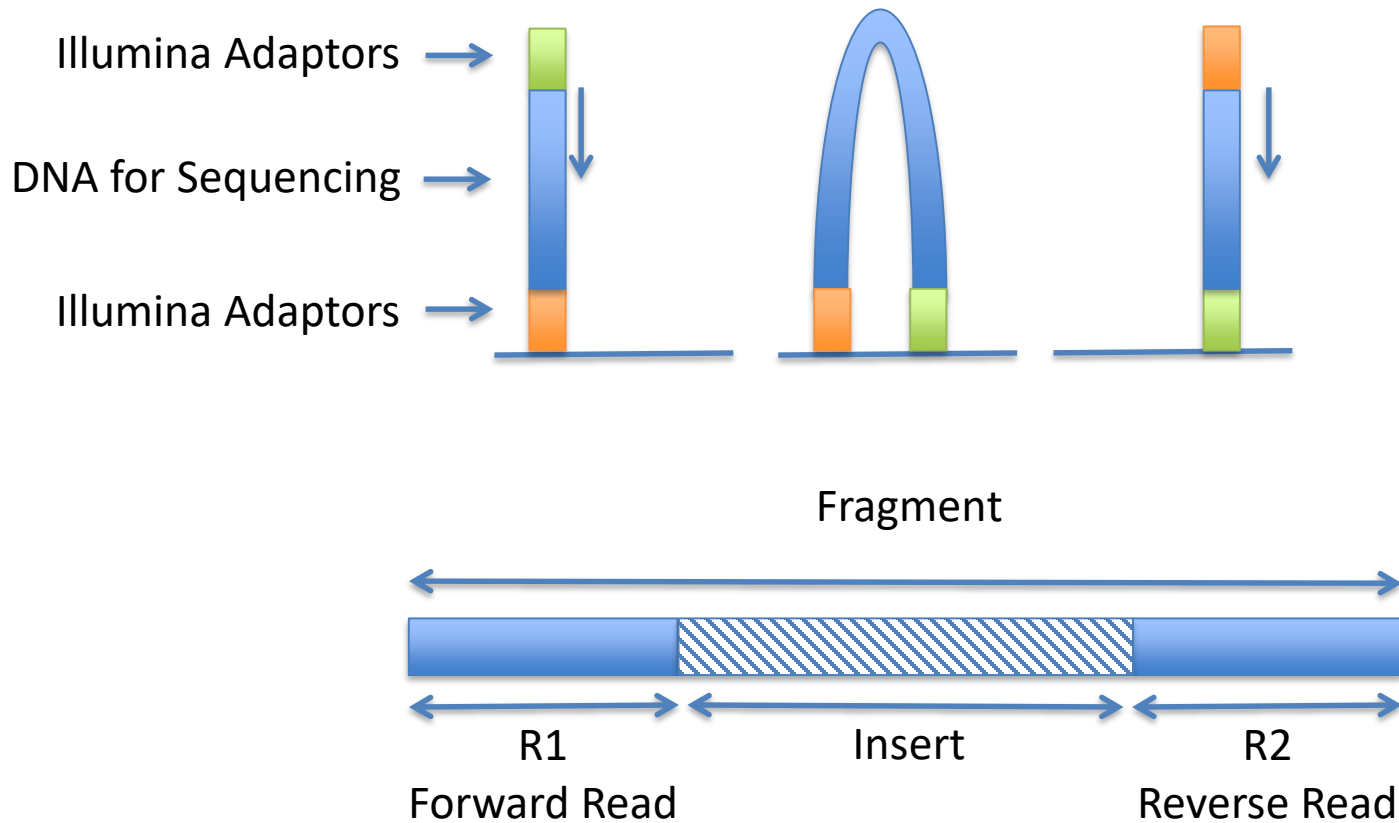 Illumina Adaptors
DNA for Sequencing
Illumina Adaptors
Fragment
R1
Forward Read
Insert
R2
Reverse Read